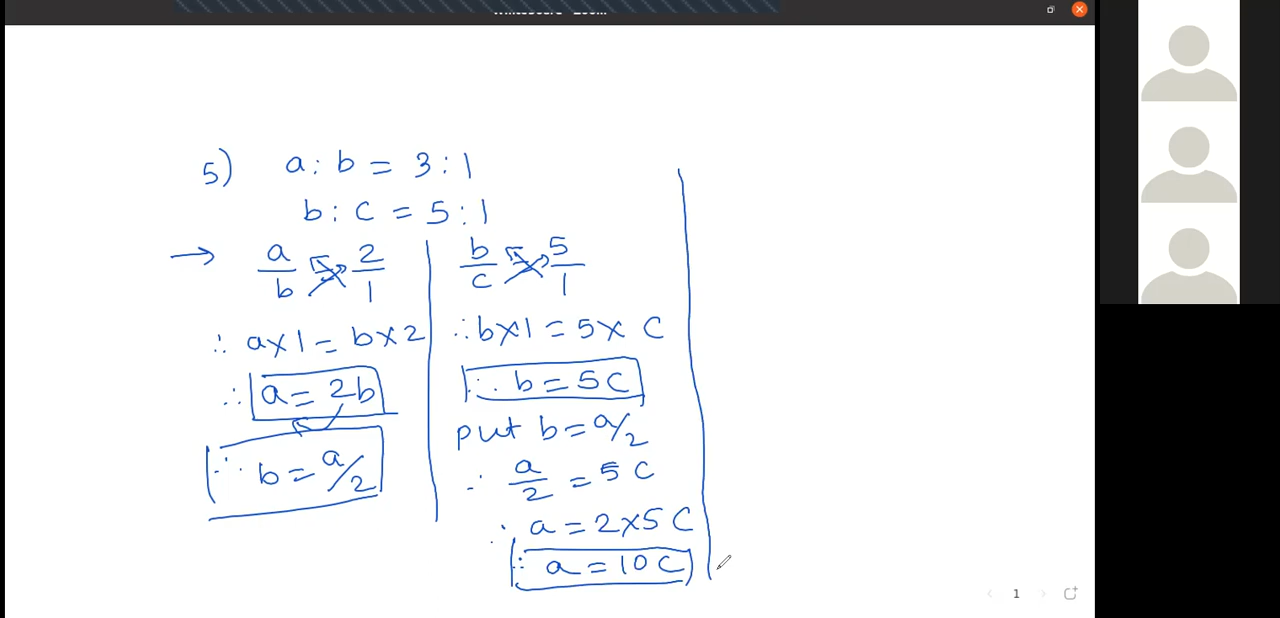 5) a : b = 3 : 1
b : c = 5 : 1
→ a/b 2/1
∴ a×1 = b×2
∴ a = 2b
∴ b = a/2
b/c 5/1
∴ b×1 = 5× C
∴ b = 5C
put b = a/2
∴ a/2 = 5 C
∴ a = 2×5 C
∴ a = 10 C
1